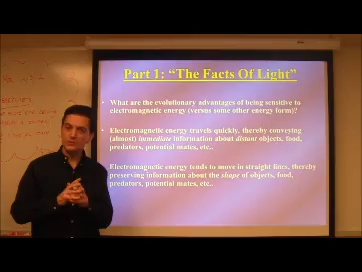 Part 1: “The Facts Of Light”
• What are the evolutionary advantages of being sensitive to
electromagnetic energy (versus some other energy form)?
• Electromagnetic energy travels quickly, thereby conveying
(almost) immediate information about distant objects, food,
predators, potential mates, etc..
Electromagnetic energy tends to move in straight lines, thereby
preserving information about the shape of objects, food,
predators, potential mates, etc..